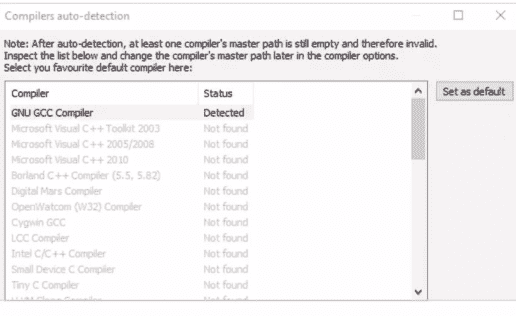 Compilers auto-detection
Note: After auto-detection, at least one compiler's master path is still empty and therefore invalid.
Inspect the list below and change the compiler's master path later in the compiler options.
Select you favourite default compiler here:
Compiler Status
Set as default
GNU GCC Compiler Detected
Microsoft Visual C++ Toolkit 2003 Not found
Microsoft Visual C++ 2005/2008 Not found
Microsoft Visual C++ 2010 Not found
Borland C++ Compiler (5.5, 5.82) Not found
Digital Mars Compiler Not found
OpenWatcom (W32) Compiler Not found
Cygwin GCC Not found
LCC Compiler Not found
Intel C/C++ Compiler Not found
Small Device C Compiler Not found
Tiny C Compiler Not found